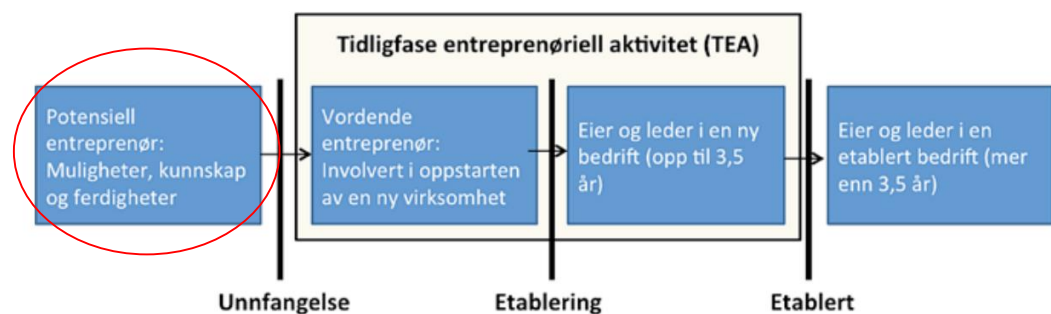 Tidligfase entreprenøriell aktivitet (TEA)
Potensiell
entreprenør:
Muligheter, kunnskap
og ferdigheter
Vordende
entreprenør:
Involvert i oppstarten
av en ny virksomhet
Eier og leder i en ny
bedrift (opp til 3,5
år)
Eier og leder i en
etablert bedrift (mer
enn 3,5 år)
Unnfangelse
Etablering
Etablert